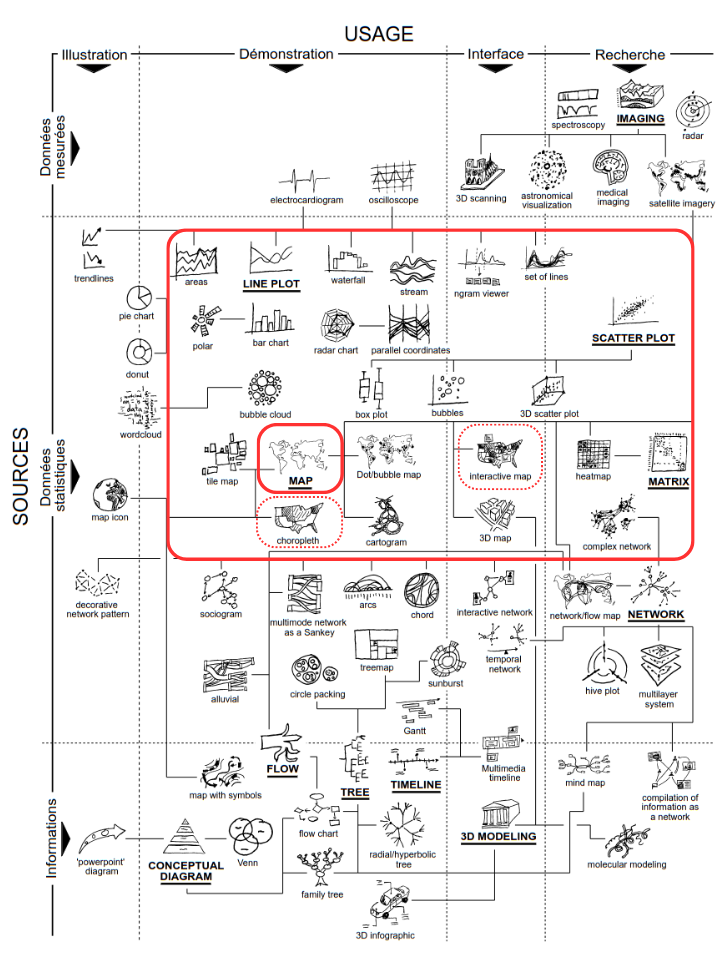 USAGE
Illustration
Démonstration
Interface
Recherche
SOURCES
Données
mesurées
spectroscopy
IMAGING
radar
electrocardiogram
oscilloscope
3D scanning
astronomical
visualization
medical
imaging
satellite imagery
Données
statistiques
trendlines
areas
LINE PLOT
waterfall
stream
ngram viewer
set of lines
pie chart
polar
bar chart
radar chart
parallel coordinates
SCATTER PLOT
donut
wordcloud
bubble cloud
box plot
bubbles
3D scatter plot
tile map
MAP
Dot/bubble map
interactive map
heatmap
MATRIX
map icon
choropleth
cartogram
3D map
complex network
decorative
network pattern
sociogram
multimode network
as a Sankey
arcs
chord
interactive network
network/flow map
NETWORK
alluvial
circle packing
treemap
sunburst
temporal
network
hive plot
multilayer
system
Gantt
Informations
map with symbols
FLOW
TREE
TIMELINE
Multimedia
timeline
mind map
compilation of
information as
a network
'powerpoint'
diagram
CONCEPTUAL
DIAGRAM
Venn
flow chart
radial/hyperbolic
tree
3D MODELING
molecular modeling
family tree
3D infographic